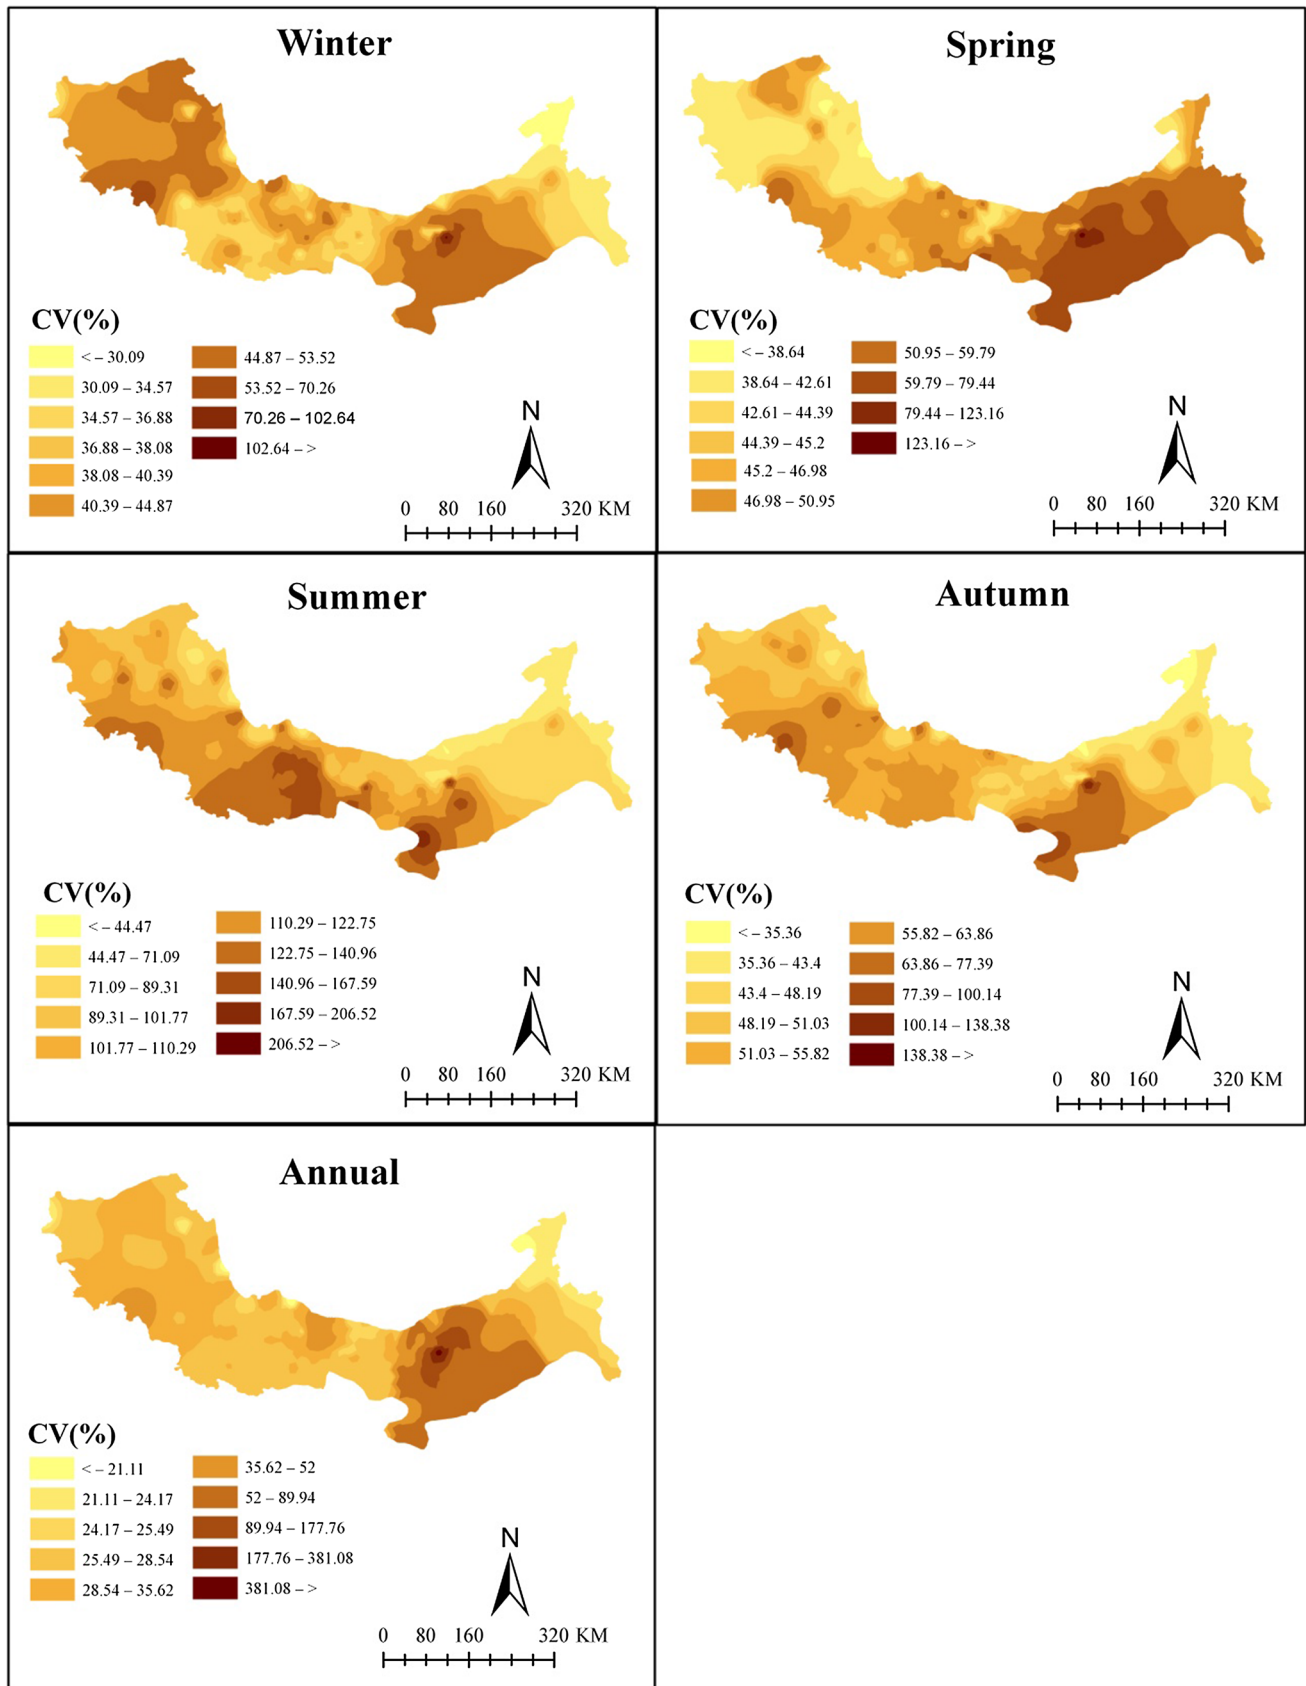 Winter
CV(%)
< – 30.09
30.09 – 34.57
34.57 – 36.88
36.88 – 38.08
38.08 – 40.39
40.39 – 44.87
44.87 – 53.52
53.52 – 70.26
70.26 – 102.64
102.64 – >
N
0 80 160 320 KM
Spring
CV(%)
< – 38.64
38.64 – 42.61
42.61 – 44.39
44.39 – 45.2
45.2 – 46.98
46.98 – 50.95
50.95 – 59.79
59.79 – 79.44
79.44 – 123.16
123.16 – >
N
0 80 160 320 KM
Summer
CV(%)
< – 44.47
44.47 – 71.09
71.09 – 89.31
89.31 – 101.77
101.77 – 110.29
110.29 – 122.75
122.75 – 140.96
140.96 – 167.59
167.59 – 206.52
206.52 – >
N
0 80 160 320 KM
Autumn
CV(%)
< – 35.36
35.36 – 43.4
43.4 – 48.19
48.19 – 51.03
51.03 – 55.82
55.82 – 63.86
63.86 – 77.39
77.39 – 100.14
100.14 – 138.38
138.38 – >
N
0 80 160 320 KM
Annual
CV(%)
< – 21.11
21.11 – 24.17
24.17 – 25.49
25.49 – 28.54
28.54 – 35.62
35.62 – 52
52 – 89.94
89.94 – 177.76
177.76 – 381.08
381.08 – >
N
0 80 160 320 KM